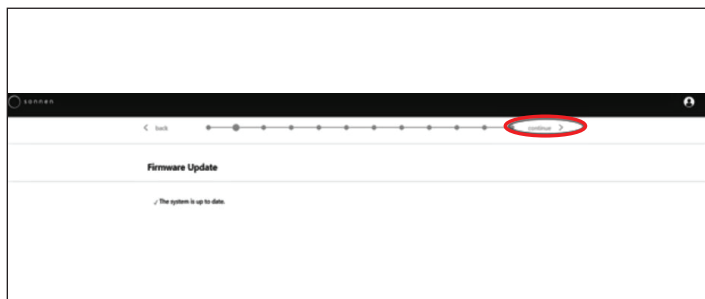 sonnen
back
continue
Firmware Update
✓ The system is up to date.